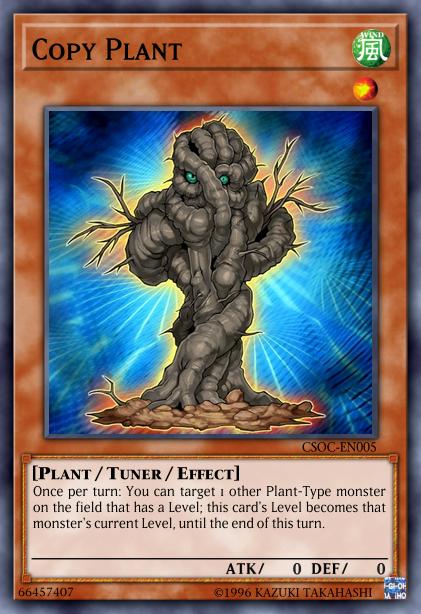 Copy Plant
WIND
風
CSOC-EN005
[Plant / Tuner / Effect]
Once per turn: You can target 1 other Plant-Type monster
on the field that has a Level; this card's Level becomes that
monster's current Level, until the end of this turn.
ATK/ 0 DEF/ 0
66457407 ©1996 KAZUKI TAKAHASHI